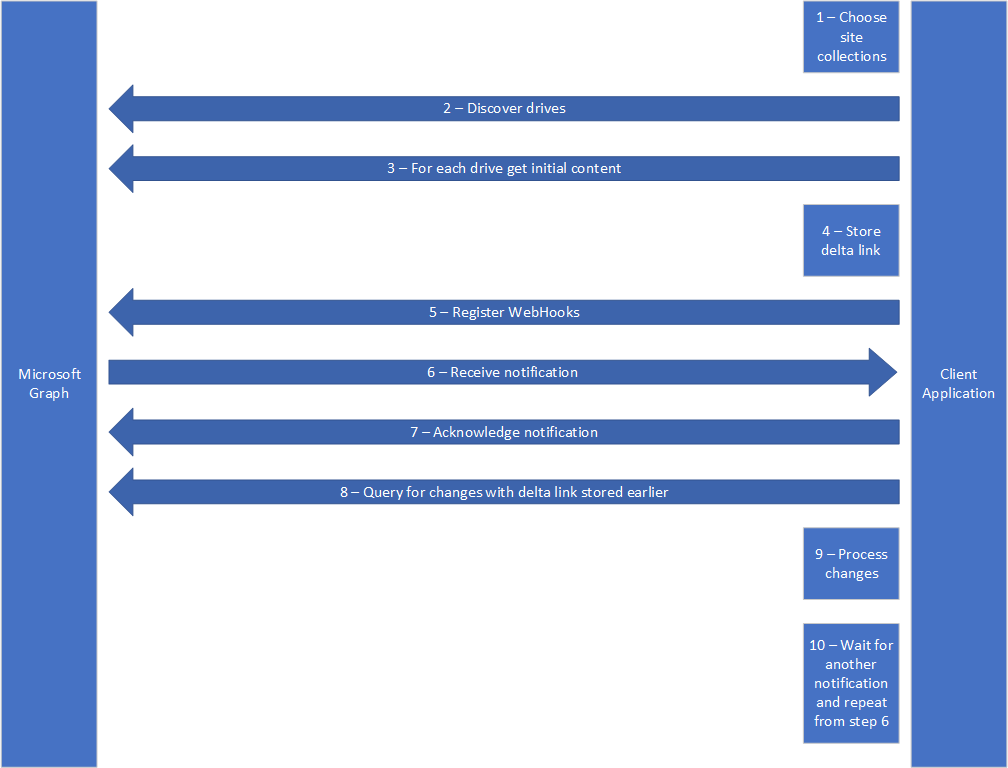 1 – Choose
site
collections
2 – Discover drives
3 – For each drive get initial content
4 – Store
delta link
5 – Register WebHooks
Microsoft
Graph
6 – Receive notification
Client
Application
7 – Acknowledge notification
8 – Query for changes with delta link stored earlier
9 – Process
changes
10 – Wait for
another
notification
and repeat
from step 6